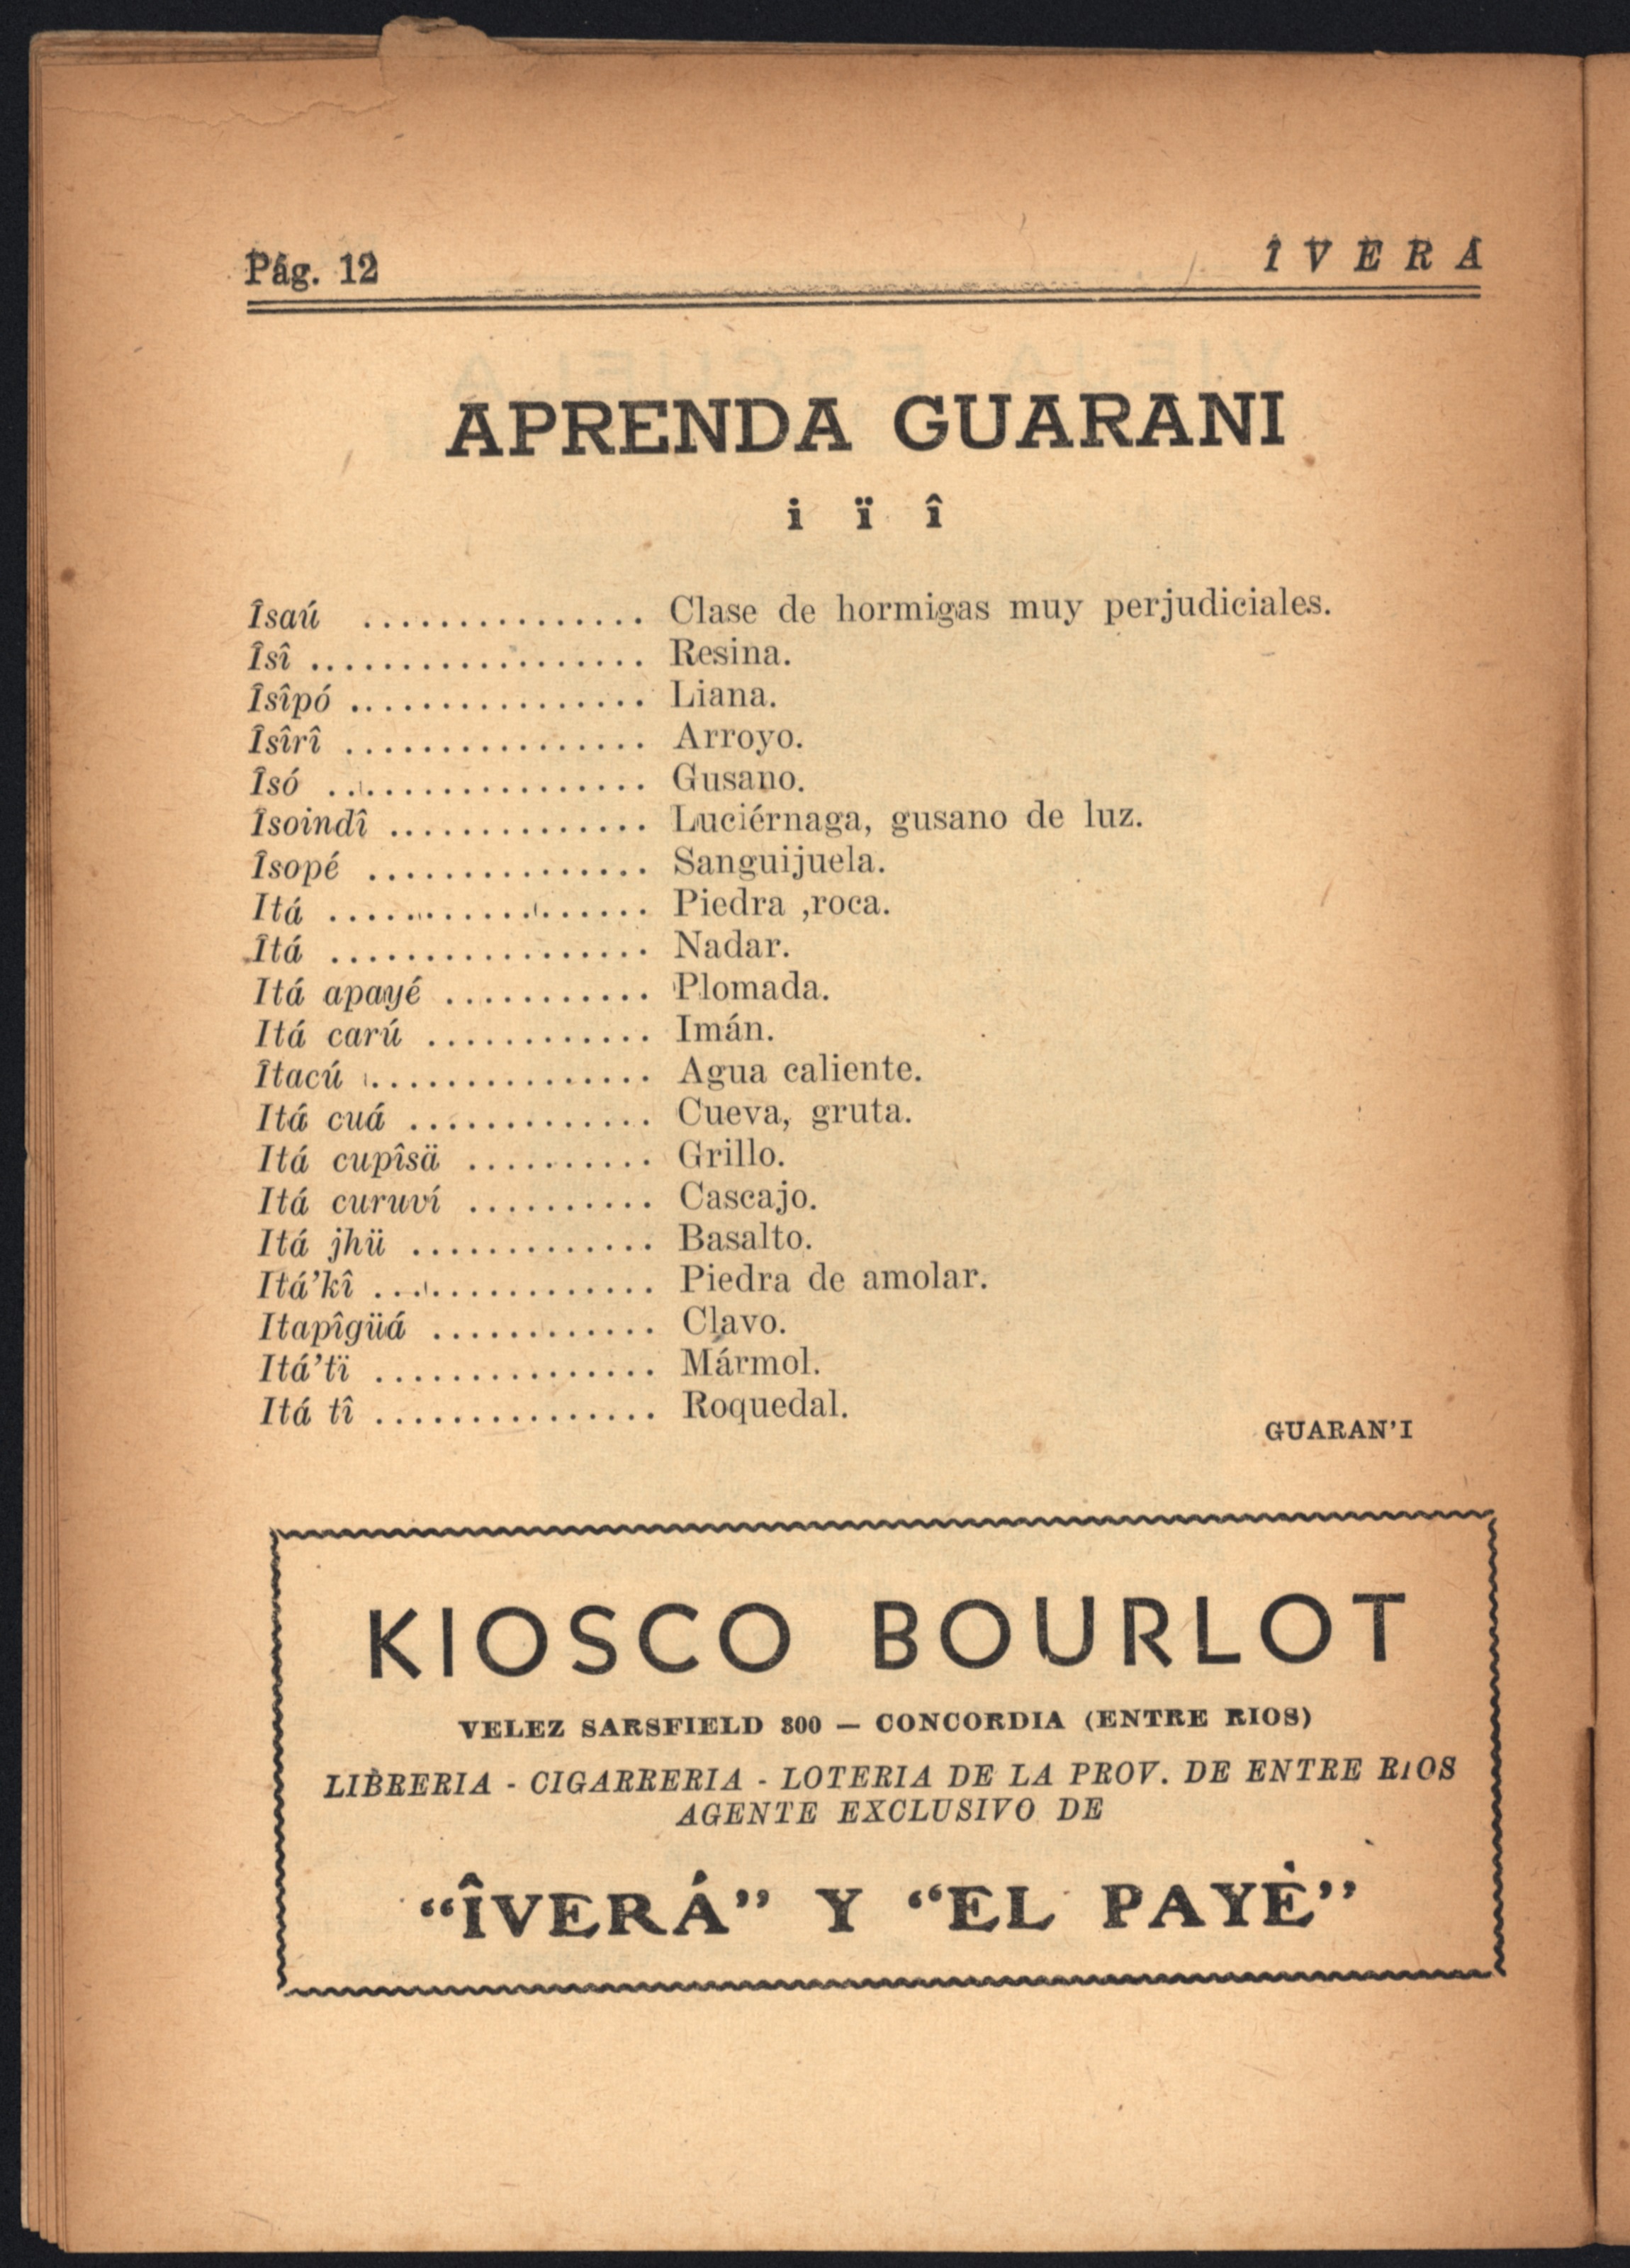 Pág. 12
Î V E R A
APRENDA GUARANI
i ï î
Îsaú ............... Clase de hormigas muy perjudiciales.
Îsî .................. Resina.
Îsîpó ................ Liana.
Îsîrî ................ Arroyo.
Îsó ................. Gusano.
Îsoindî .............. Luciérnaga, gusano de luz.
Îsopé ............... Sanguijuela.
Itá ................. Piedra ,roca.
Îtá ................. Nadar.
Itá apayé ........... Plomada.
Itá carú ............ Imán.
Îtacú ............... Agua caliente.
Itá cuá ............. Cueva, gruta.
Itá cupîsä .......... Grillo.
Itá curuví .......... Cascajo.
Itá jhü ............. Basalto.
Itá’kî ............... Piedra de amolar.
Itapîgüá ............ Clavo.
Itá’tï ............... Mármol.
Itá tî ............... Roquedal.
GUARAN’I
KIOSCO BOURLOT
VELEZ SARSFIELD 300 — CONCORDIA (ENTRE RIOS)
LIBRERIA - CIGARRERIA - LOTERIA DE LA PROV. DE ENTRE RIOS
AGENTE EXCLUSIVO DE
“ÎVERÁ” Y “EL PAYÉ”